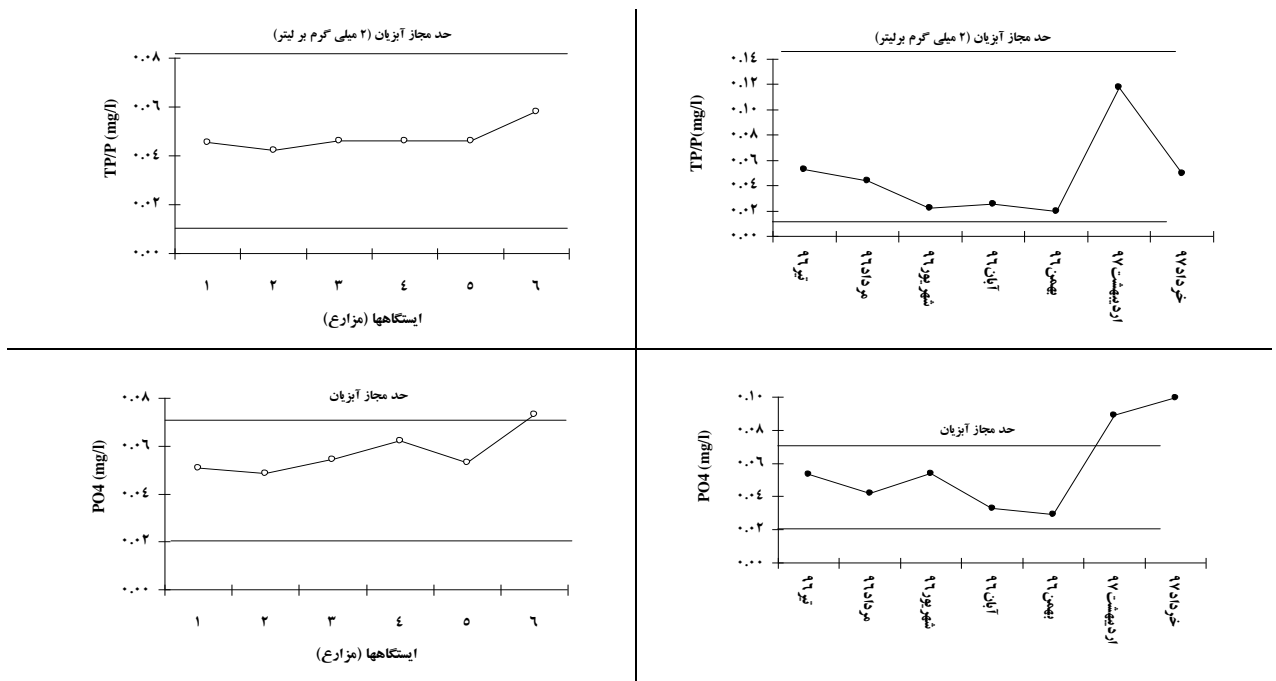 حد مجاز آبزیان (۲ میلی گرم بر لیتر)
TP/P (mg/l)
۰.۰۸
۰.۰٦
۰.۰٤
۰.۰۲
۰.۰۰
۱ ۲ ۳ ٤ ٥ ٦
ایستگاهها (مزارع)
حد مجاز آبزیان (۲ میلی گرم برلیتر)
TP/P(mg/l)
۰.۱٤
۰.۱۲
۰.۱۰
۰.۰۸
۰.۰٦
۰.۰٤
۰.۰۲
۰.۰۰
تیر۹٦
مرداد۹٦
شهریور۹٦
آبان۹٦
بهمن۹٦
اردیبهشت۹۷
خرداد۹۷
حد مجاز آبزیان
PO4 (mg/l)
۰.۰۸
۰.۰٦
۰.۰٤
۰.۰۲
۰.۰۰
۱ ۲ ۳ ٤ ٥ ٦
ایستگاهها (مزارع)
حد مجاز آبزیان
PO4 (mg/l)
۰.۱۰
۰.۰۸
۰.۰٦
۰.۰٤
۰.۰۲
۰.۰۰
تیر۹٦
مرداد۹٦
شهریور۹٦
آبان۹٦
بهمن۹٦
اردیبهشت۹۷
خرداد۹۷